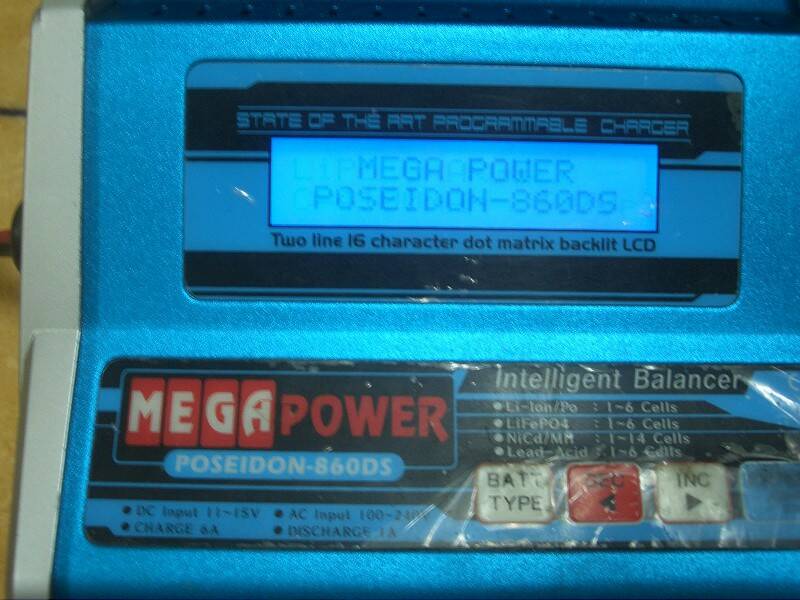 STATE OF THE ART PROGRAMMABLE CHARGER
MEGA POWER
POSEIDON-860DS
Two line 16 character dot matrix backlit LCD
MEGA POWER
POSEIDON-860DS
Intelligent Balancer
• Li-Ion/Po : 1~6 Cells
• LiFePO4 : 1~6 Cells
• NiCd/MH : 1~14 Cells
• Lead-Acid : 1~6 Cells
BATT
TYPE
INC
• DC Input 11~15V • AC Input 100-240V
• CHARGE 6A • DISCHARGE 1A